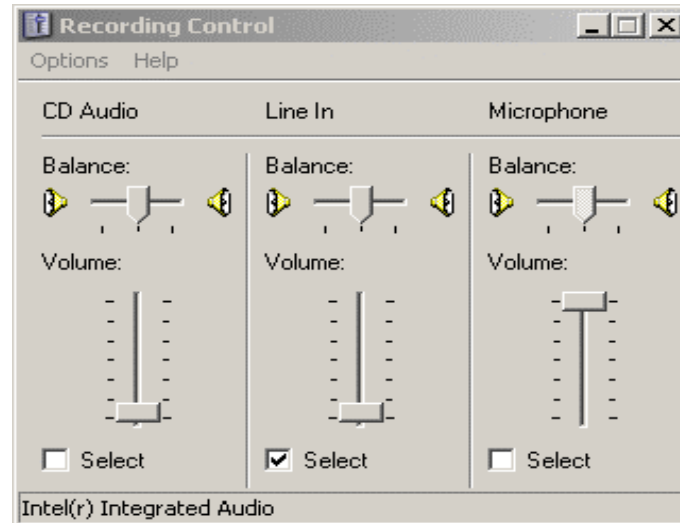 Recording Control
Options Help
CD Audio Line In Microphone
Balance: Balance: Balance:
Volume: Volume: Volume:
Select Select Select
Intel(r) Integrated Audio